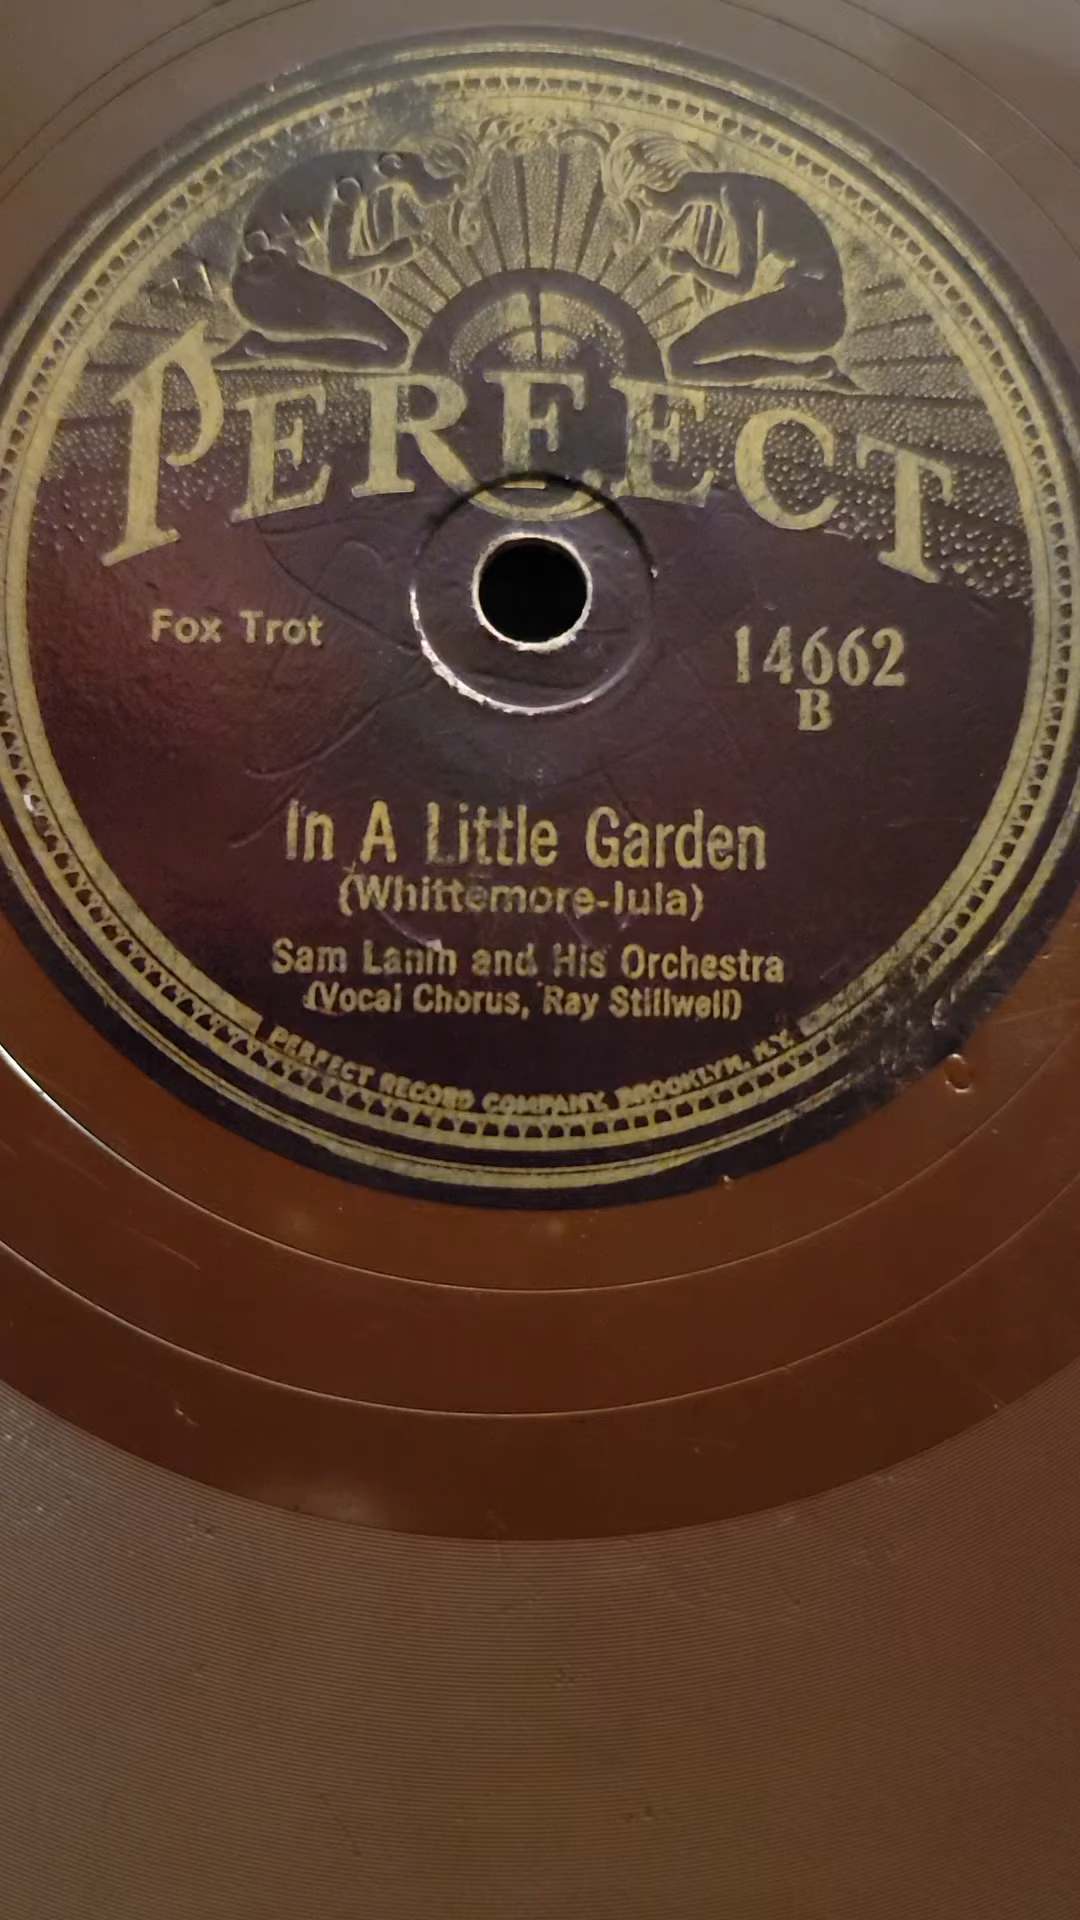 PERFECT
Fox Trot
14662
B
In A Little Garden
(Whittemore-Iula)
Sam Lanin and His Orchestra
(Vocal Chorus, Ray Stillwell)
PERFECT RECORD COMPANY, BROOKLYN, N.Y.